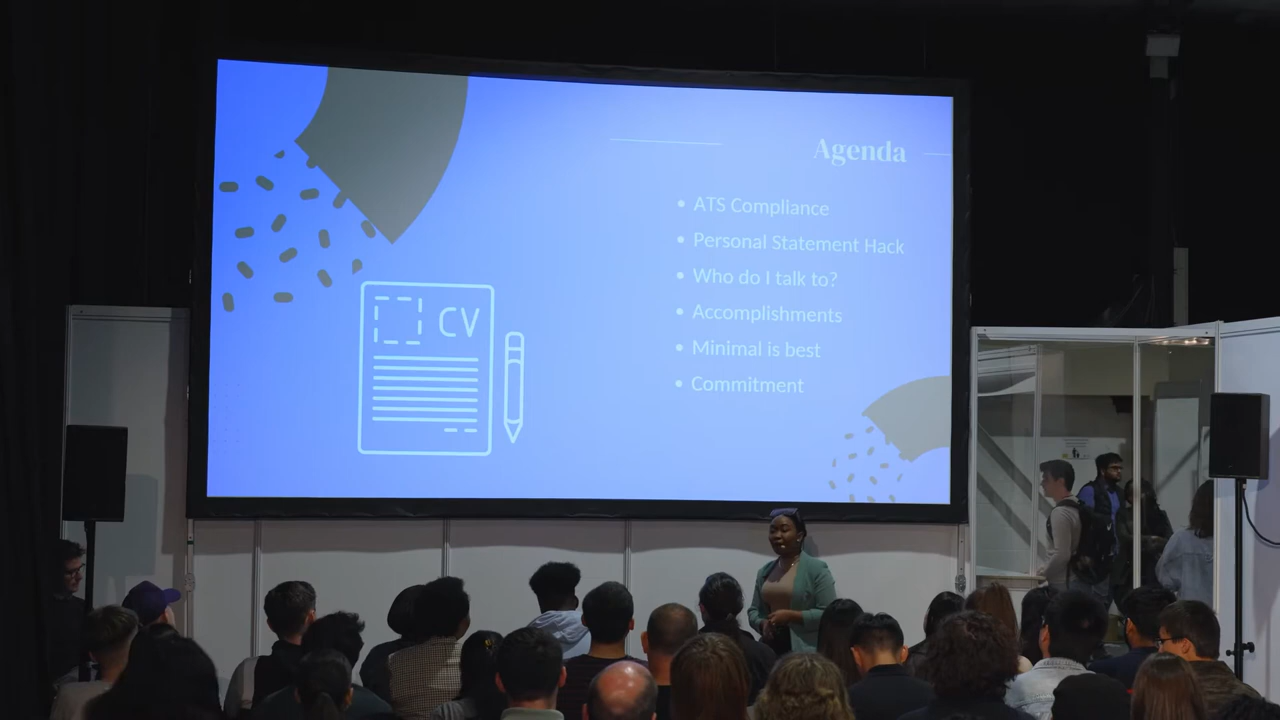 Agenda
• ATS Compliance
• Personal Statement Hack
• Who do I talk to?
• Accomplishments
• Minimal is best
• Commitment
CV